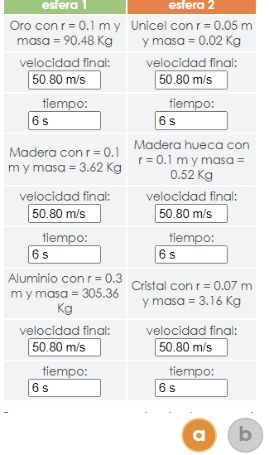 esfera 1
esfera 2
Oro con r = 0.1 m y
masa = 90.48 Kg
Unicel con r = 0.05 m
y masa = 0.02 Kg
velocidad final:
50.80 m/s
velocidad final:
50.80 m/s
tiempo:
6 s
tiempo:
6 s
Madera con r = 0.1
m y masa = 3.62 Kg
Madera hueca con
r = 0.1 m y masa =
0.52 Kg
velocidad final:
50.80 m/s
velocidad final:
50.80 m/s
tiempo:
6 s
tiempo:
6 s
Aluminio con r = 0.3
m y masa = 305.36
Kg
Cristal con r = 0.07 m
y masa = 3.16 Kg
velocidad final:
50.80 m/s
velocidad final:
50.80 m/s
tiempo:
6 s
tiempo:
6 s
a
b